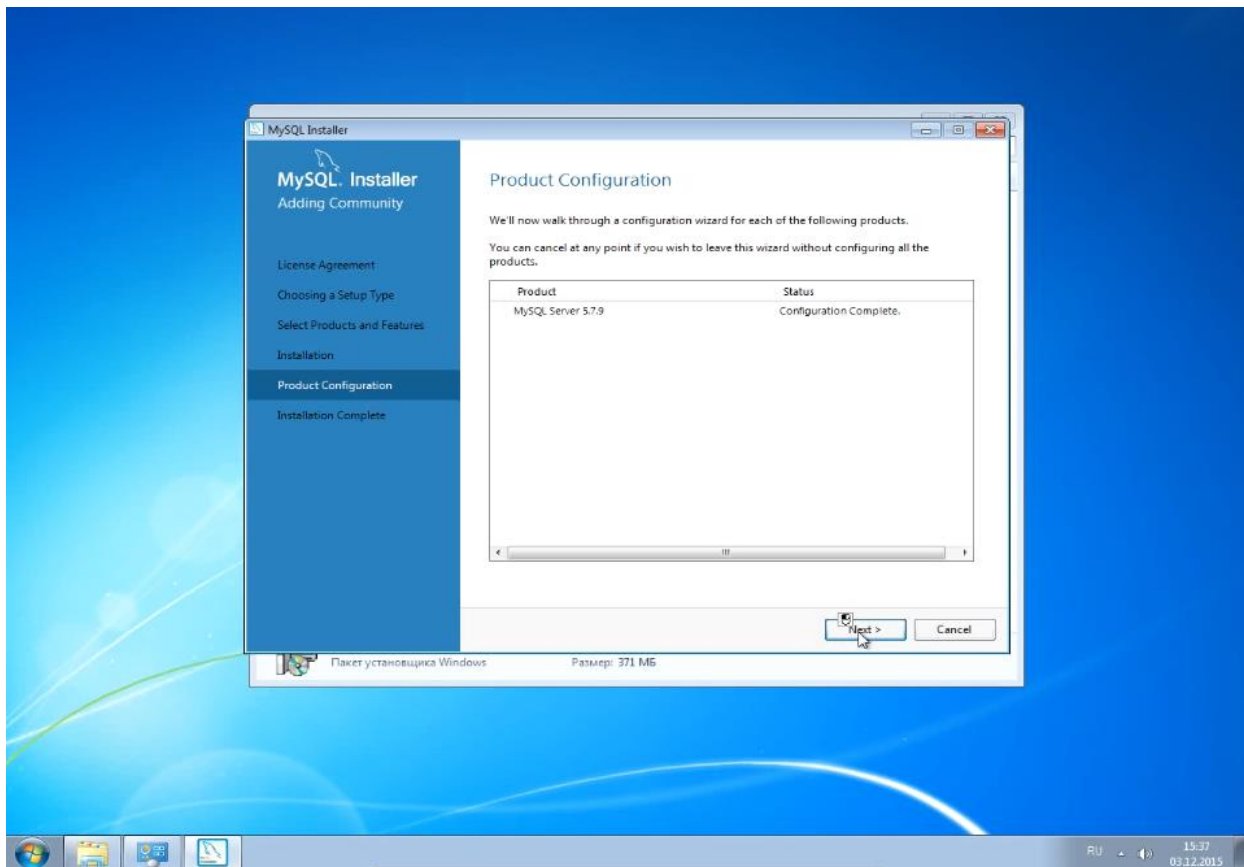 MySQL Installer
MySQL. Installer
Adding Community
License Agreement
Choosing a Setup Type
Select Products and Features
Installation
Product Configuration
Installation Complete
Product Configuration
We'll now walk through a configuration wizard for each of the following products.
You can cancel at any point if you wish to leave this wizard without configuring all the
products.
Product Status
MySQL Server 5.7.9 Configuration Complete.
Next > Cancel
Пакет установщика Windows Размер: 371 МБ
RU 15:37
03.12.2015